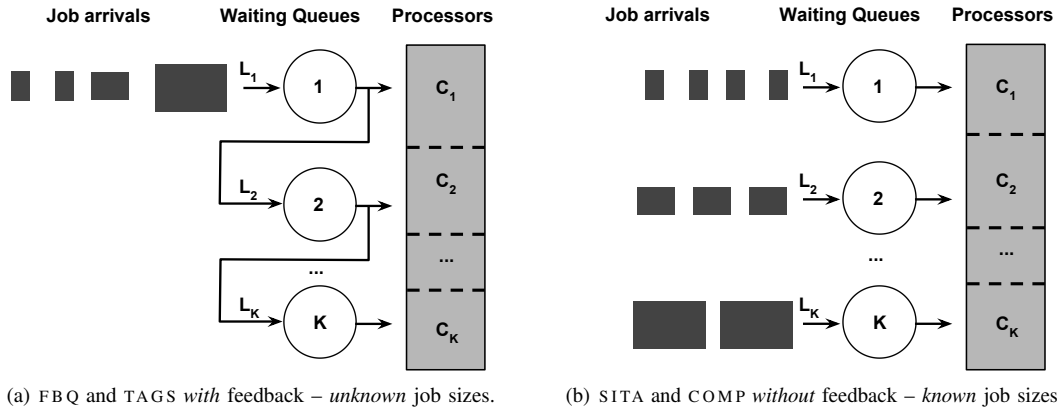 Job arrivals Waiting Queues Processors
L1 1 C1
L2 2 C2
... ...
LK K CK
(a) FBQ and TAGS with feedback – unknown job sizes.
Job arrivals Waiting Queues Processors
L1 1 C1
L2 2 C2
... ...
LK K CK
(b) SITA and COMP without feedback – known job sizes